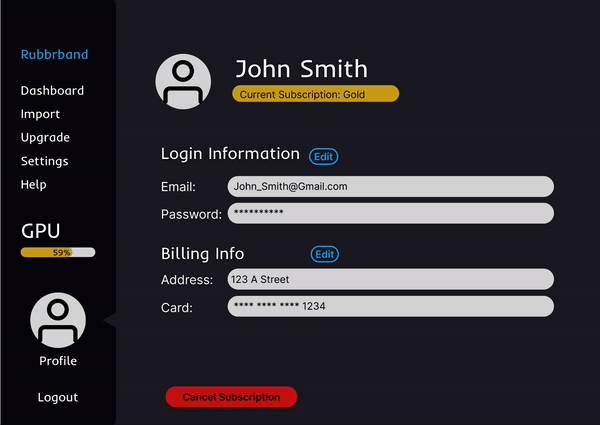 Rubbrband
Dashboard
Import
Upgrade
Settings
Help
GPU
59%
Profile
Logout
John Smith
Current Subscription: Gold
Login Information Edit
Email: John_Smith@Gmail.com
Password: **********
Billing Info Edit
Address: 123 A Street
Card: **** **** **** 1234
Cancel Subscription